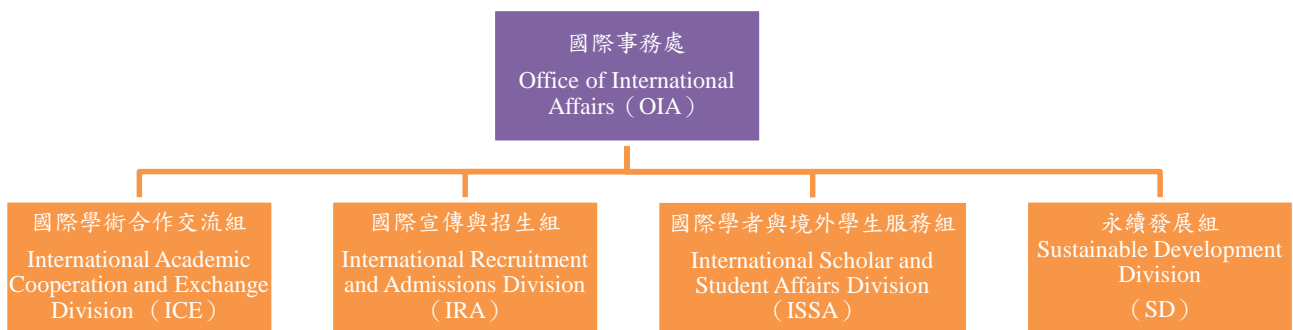 國際事務處
Office of International
Affairs（OIA）
國際學術合作交流組
International Academic
Cooperation and Exchange
Division （ICE）
國際宣傳與招生組
International Recruitment
and Admissions Division
（IRA）
國際學者與境外學生服務組
International Scholar and
Student Affairs Division
（ISSA）
永續發展組
Sustainable Development
Division
（SD）